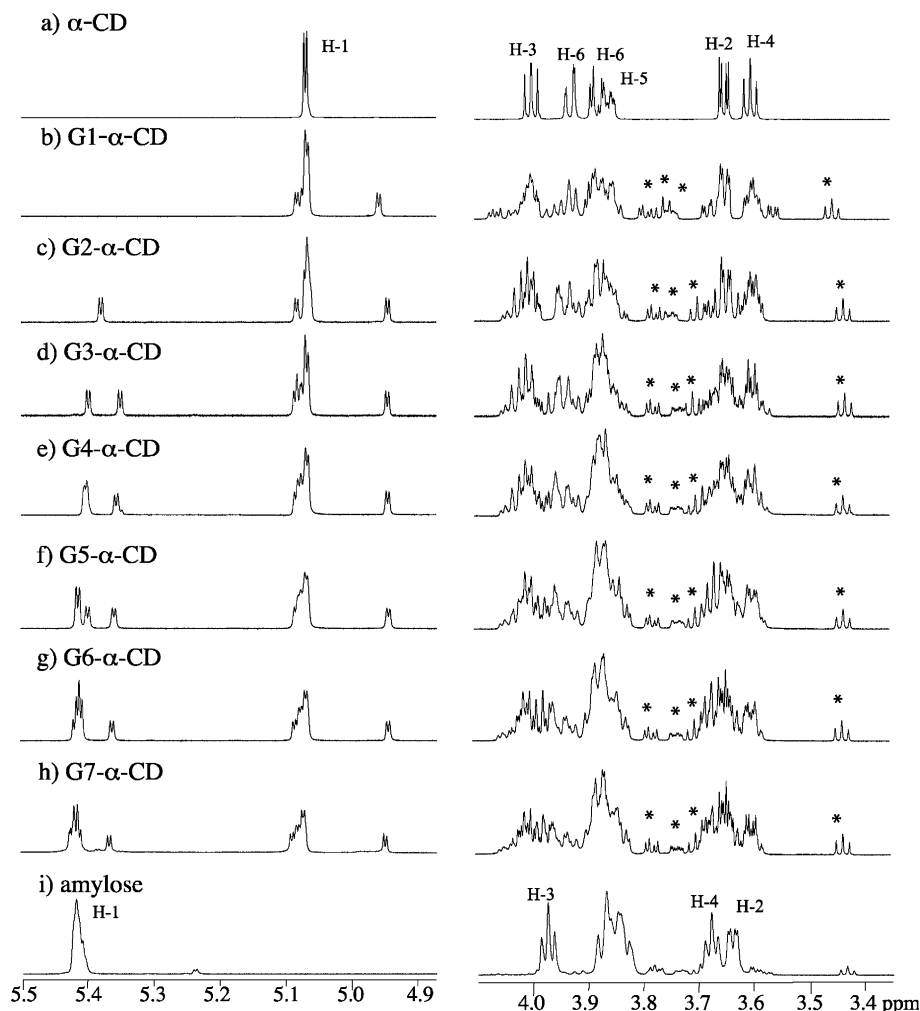 a) α-CD
H-1
H-3 H-6 H-6 H-5 H-2 H-4
b) G1-α-CD
* * * *
c) G2-α-CD
* * * *
d) G3-α-CD
* * * *
e) G4-α-CD
* * * *
f) G5-α-CD
* * * *
g) G6-α-CD
* * * *
h) G7-α-CD
* * * *
i) amylose
H-1
H-3 H-4 H-2
5.5 5.4 5.3 5.2 5.1 5.0 4.9 4.0 3.9 3.8 3.7 3.6 3.5 3.4 ppm